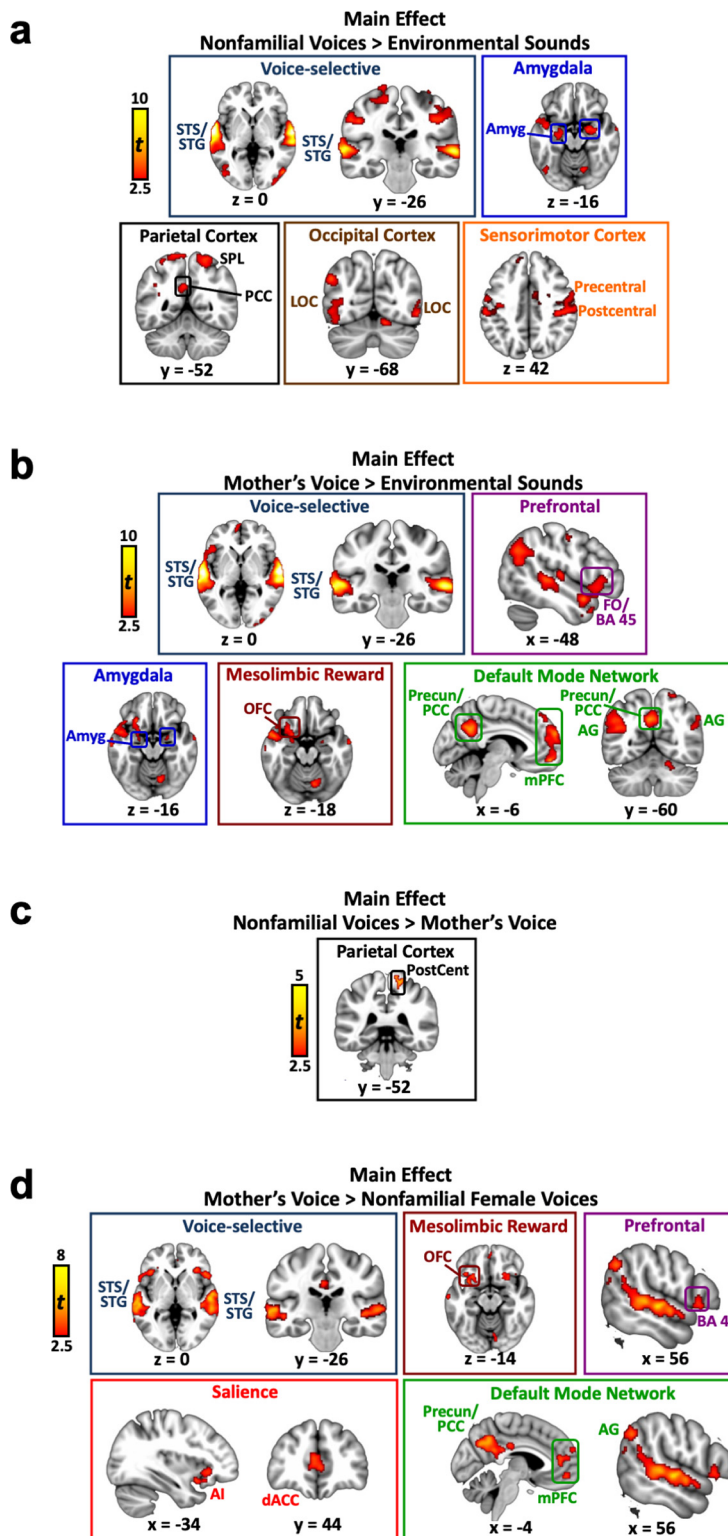 a
Main Effect
Nonfamilial Voices > Environmental Sounds
Voice-selective
Amygdala
10
t
2.5
STS/
STG
STS/
STG
Amyg
z = 0
y = -26
z = -16
Parietal Cortex
Occipital Cortex
Sensorimotor Cortex
SPL
PCC
LOC
LOC
Precentral
Postcentral
y = -52
y = -68
z = 42
b
Main Effect
Mother's Voice > Environmental Sounds
Voice-selective
Prefrontal
10
t
2.5
STS/
STG
STS/
STG
FO/
BA 45
z = 0
y = -26
x = -48
Amygdala
Mesolimbic Reward
Default Mode Network
Amyg
OFC
Precun/
PCC
mPFC
Precun/
PCC
AG
AG
z = -16
z = -18
x = -6
y = -60
c
Main Effect
Nonfamilial Voices > Mother's Voice
Parietal Cortex
PostCent
5
t
2.5
y = -52
d
Main Effect
Mother's Voice > Nonfamilial Female Voices
Voice-selective
Mesolimbic Reward
Prefrontal
8
t
2.5
STS/
STG
STS/
STG
OFC
BA 4
z = 0
y = -26
z = -14
x = 56
Salience
Default Mode Network
AI
dACC
Precun/
PCC
mPFC
AG
x = -34
y = 44
x = -4
x = 56